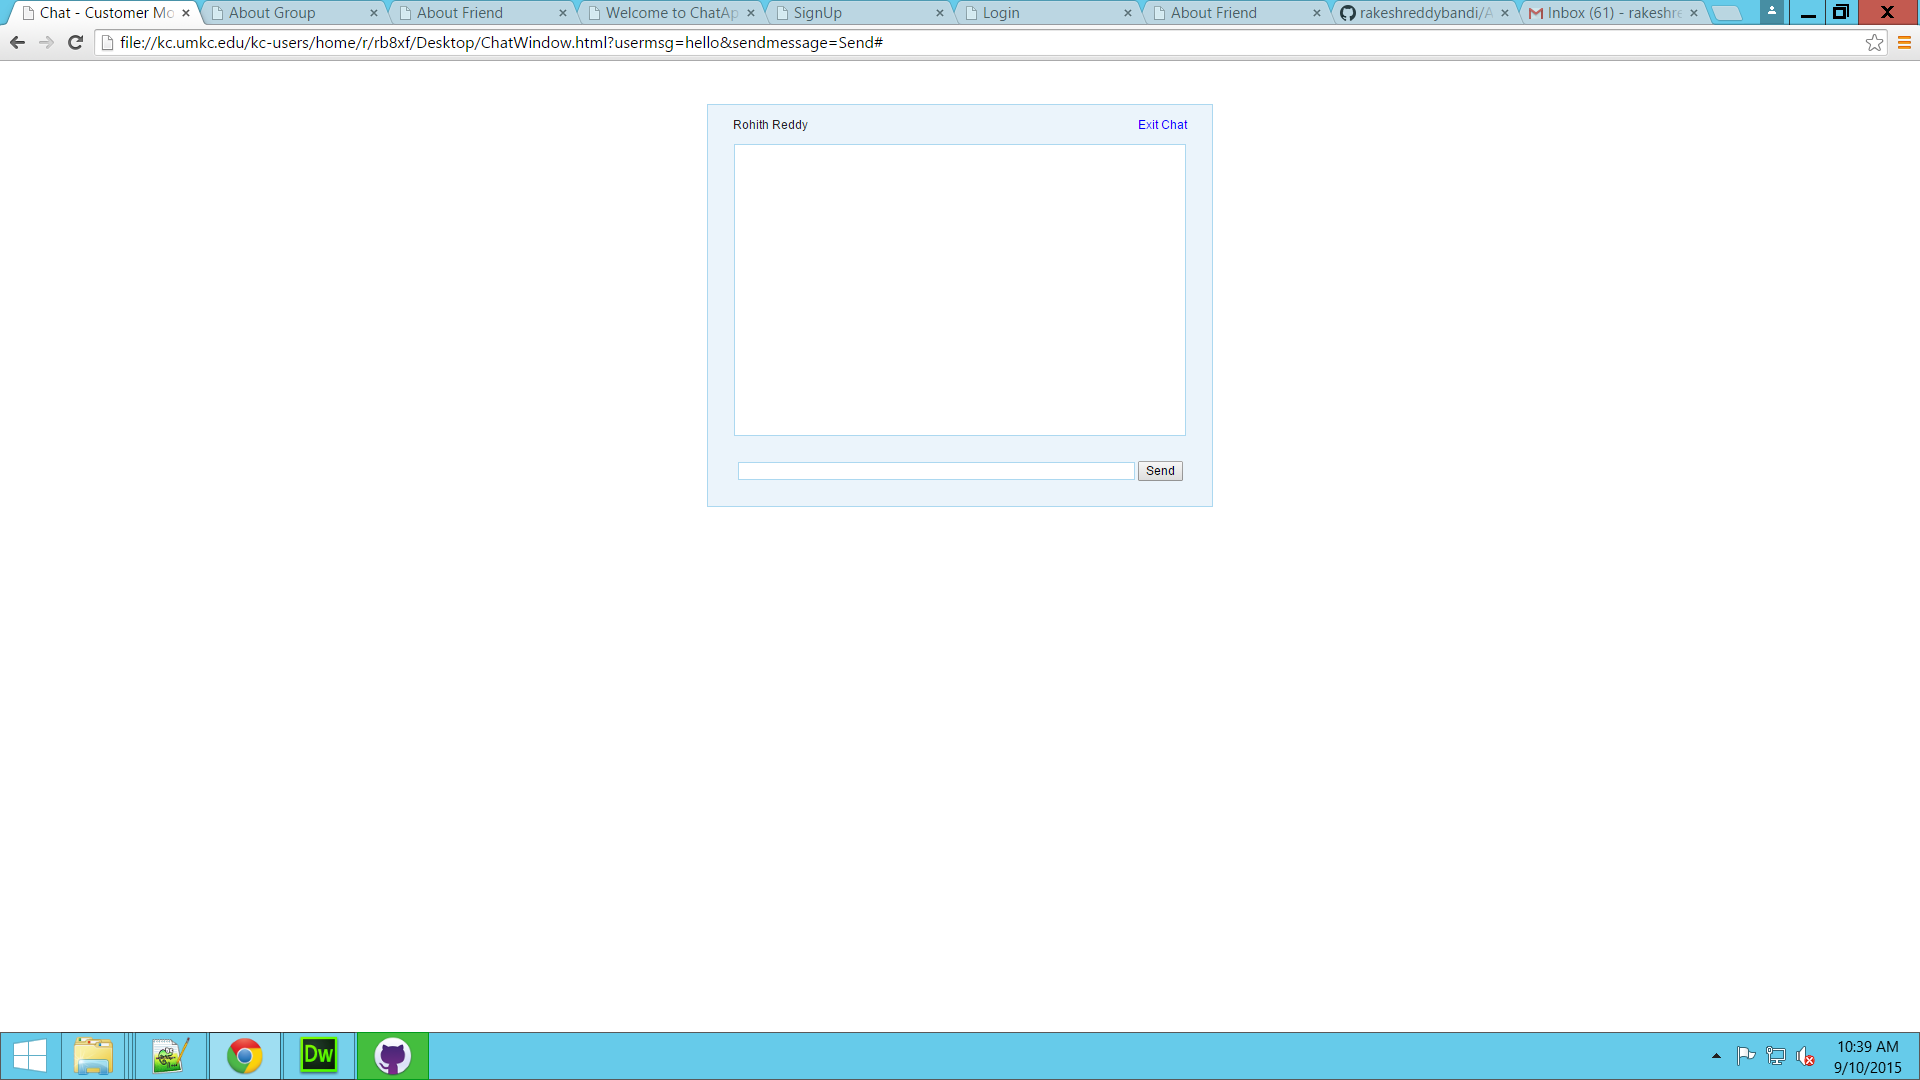 Chat - Customer Mo
About Group
About Friend
Welcome to ChatAp
SignUp
Login
About Friend
rakeshreddybandi/A
Inbox (61) - rakeshre
file://kc.umkc.edu/kc-users/home/r/rb8xf/Desktop/ChatWindow.html?usermsg=hello&sendmessage=Send#
Rohith Reddy
Exit Chat
Send
Dw
10:39 AM
9/10/2015